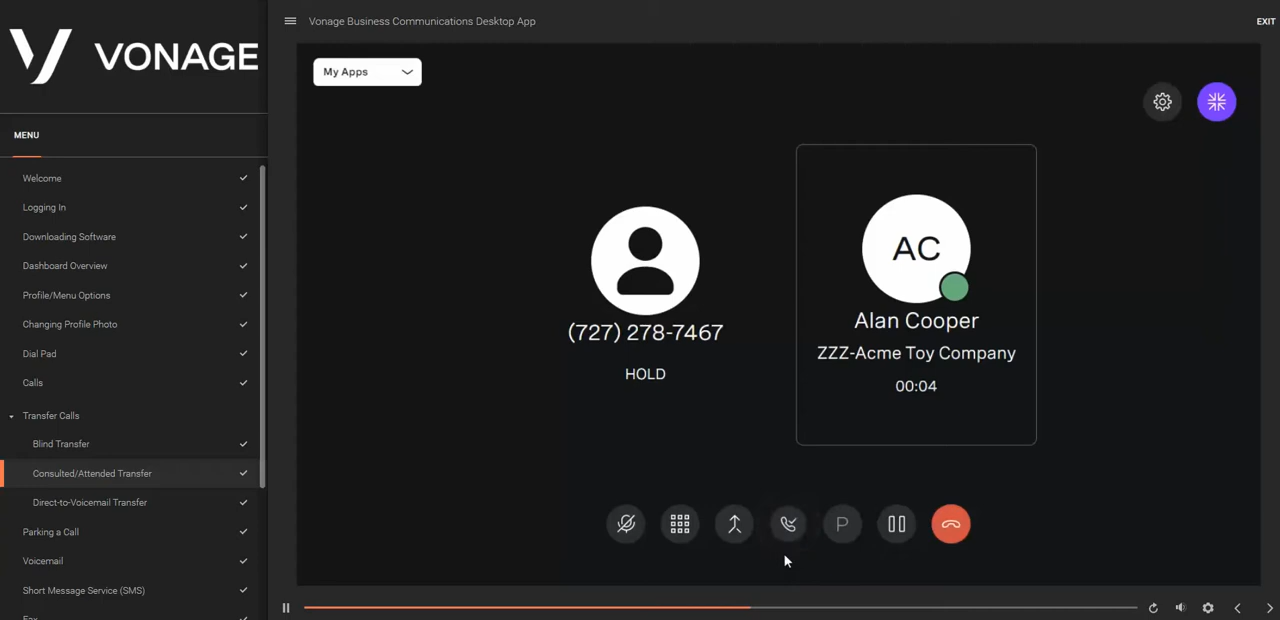 VONAGE
Vonage Business Communications Desktop App
EXIT
MENU
Welcome
Logging In
Downloading Software
Dashboard Overview
Profile/Menu Options
Changing Profile Photo
Dial Pad
Calls
Transfer Calls
Blind Transfer
Consulted/Attended Transfer
Direct-to-Voicemail Transfer
Parking a Call
Voicemail
Short Message Service (SMS)
Fax
My Apps
(727) 278-7467
HOLD
AC
Alan Cooper
ZZZ-Acme Toy Company
00:04
P